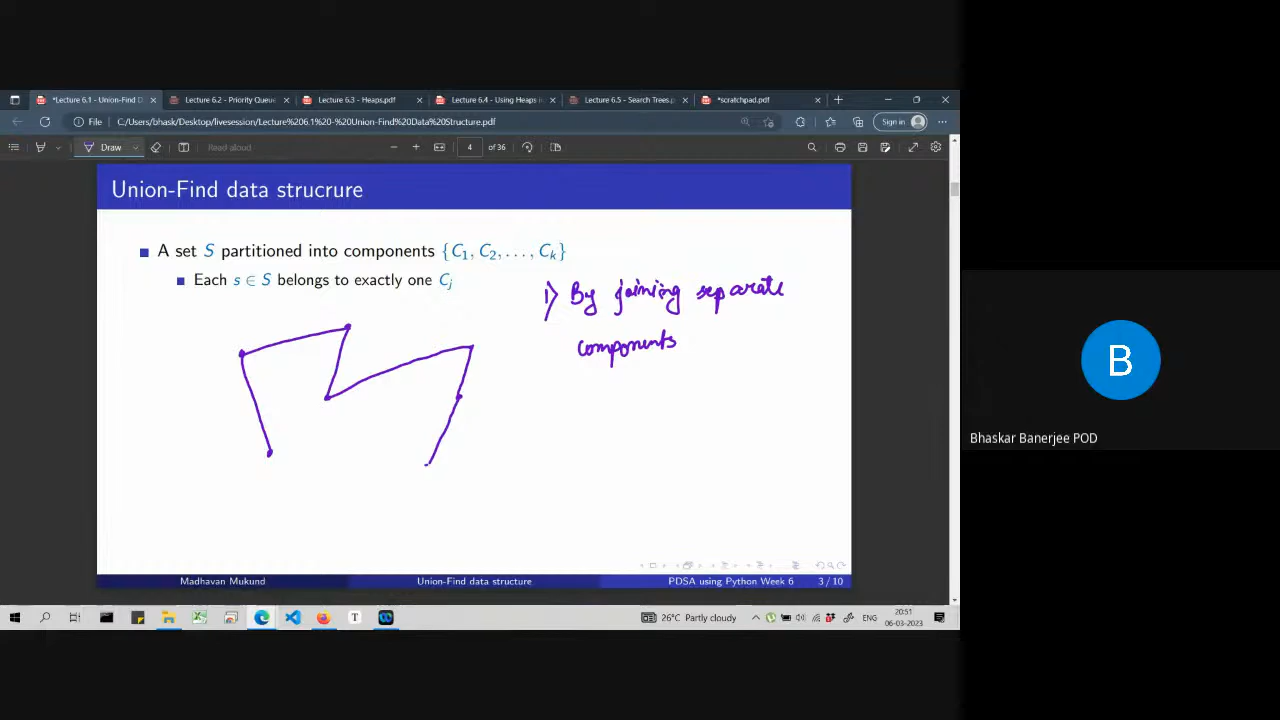 *Lecture 6.1 - Union-Find D
Lecture 6.2 - Priority Queue
Lecture 6.3 - Heaps.pdf
Lecture 6.4 - Using Heaps in
Lecture 6.5 - Search Trees.p
*scratchpad.pdf
File
C:/Users/bhask/Desktop/livesession/Lecture%206.1%20-%20Union-Find%20Data%20Structure.pdf
Sign in
Draw
Read aloud
4 of 36
Union-Find data strucrure
A set S partitioned into components {C1, C2, . . . , Ck}
Each s ∈ S belongs to exactly one Cj
1) By joining separate
components
B
Bhaskar Banerjee POD
Madhavan Mukund
Union-Find data structure
PDSA using Python Week 6
3 / 10
26°C Partly cloudy
ENG
20:51
06-03-2023